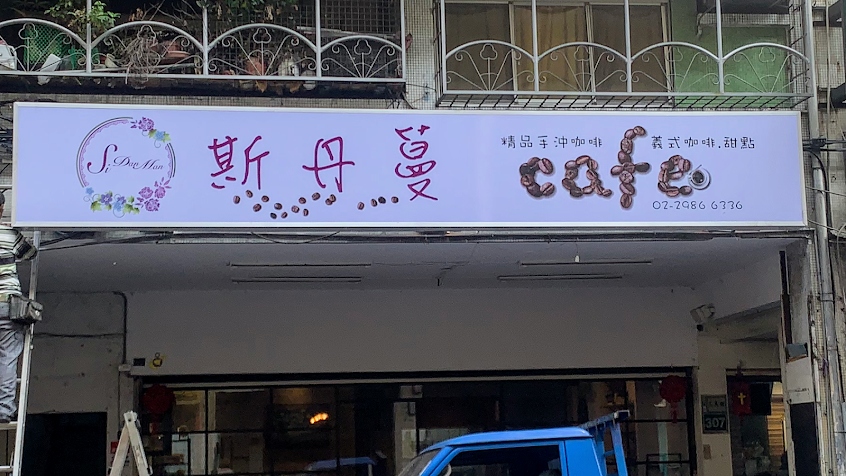 Si Dan Man
斯丹蔓
精品手沖咖啡
cafe
義式咖啡.甜點
02-2986 6336
307